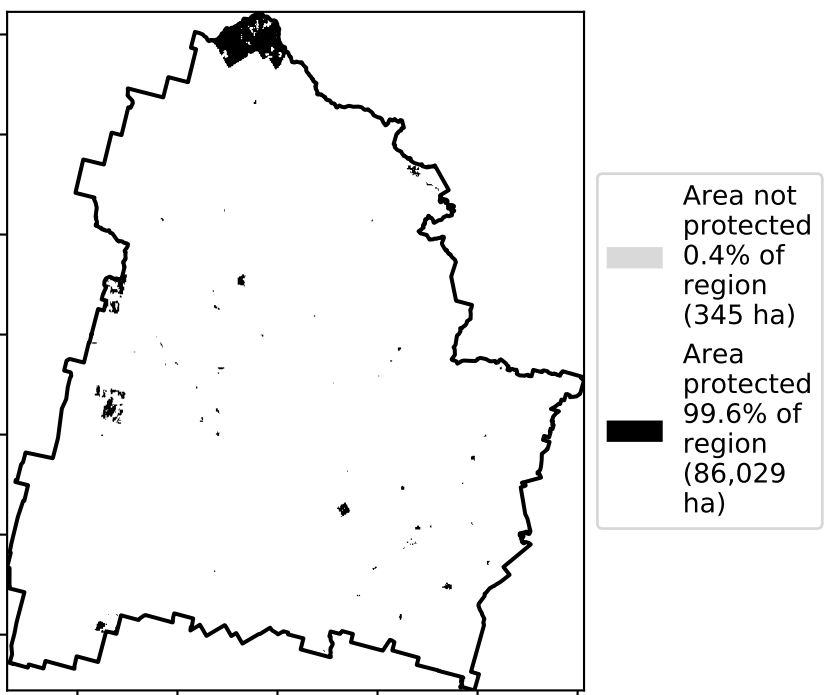 Area not
protected
0.4% of
region
(345 ha)
Area
protected
99.6% of
region
(86,029
ha)